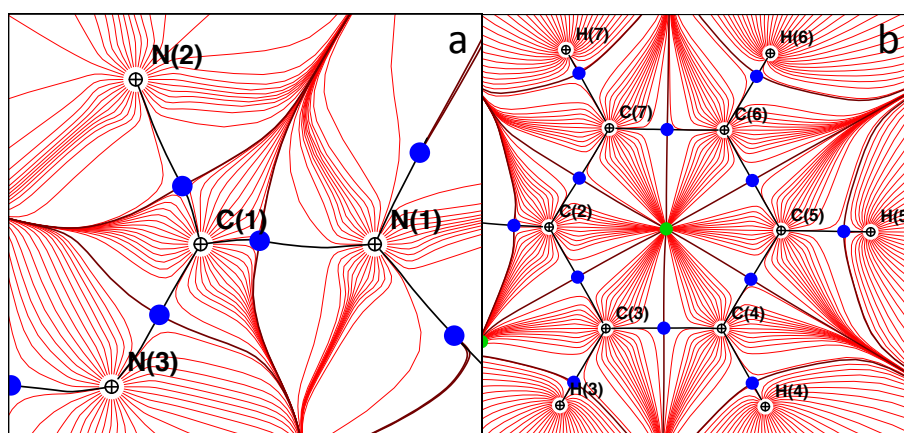 a
N(2)
C(1)
N(1)
N(3)
b
H(7)
H(6)
C(7)
C(6)
C(2)
C(5)
H(5
C(3)
C(4)
H(3)
H(4)